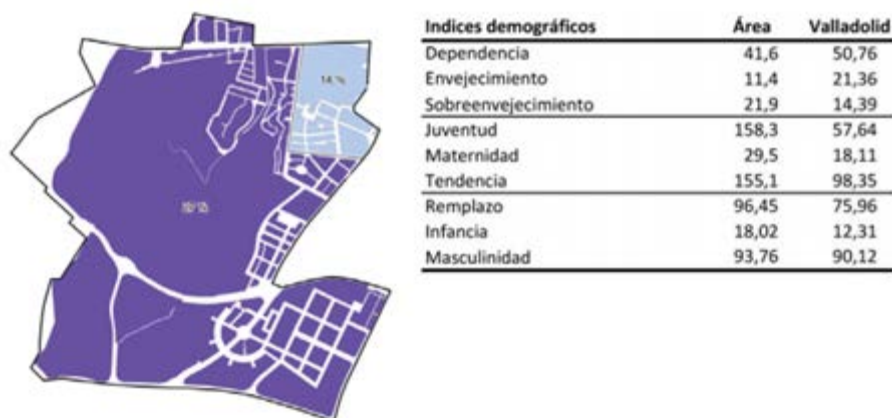 Indices demográficos Área Valladolid
Dependencia 41,6 50,76
Envejecimiento 11,4 21,36
Sobreenvejecimiento 21,9 14,39
Juventud 158,3 57,64
Maternidad 29,5 18,11
Tendencia 155,1 98,35
Remplazo 96,45 75,96
Infancia 18,02 12,31
Masculinidad 93,76 90,12